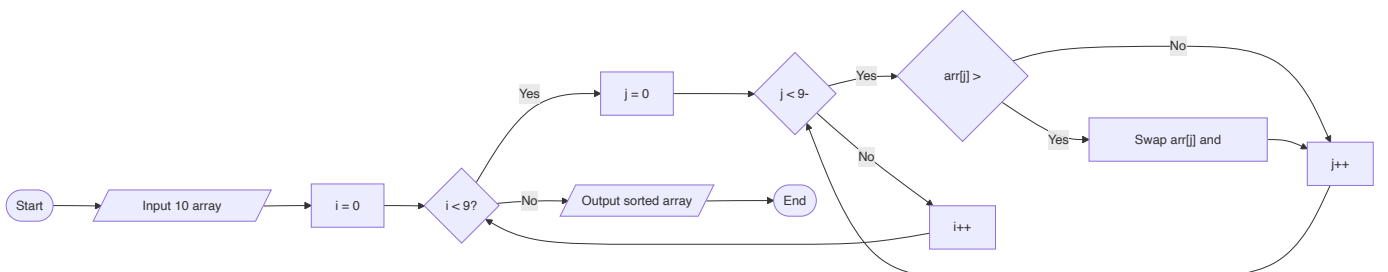 Start
Input 10 array
i = 0
i < 9?
Yes
No
j = 0
Output sorted array
End
j < 9-
Yes
No
i++
arr[j] >
No
Yes
Swap arr[j] and
j++